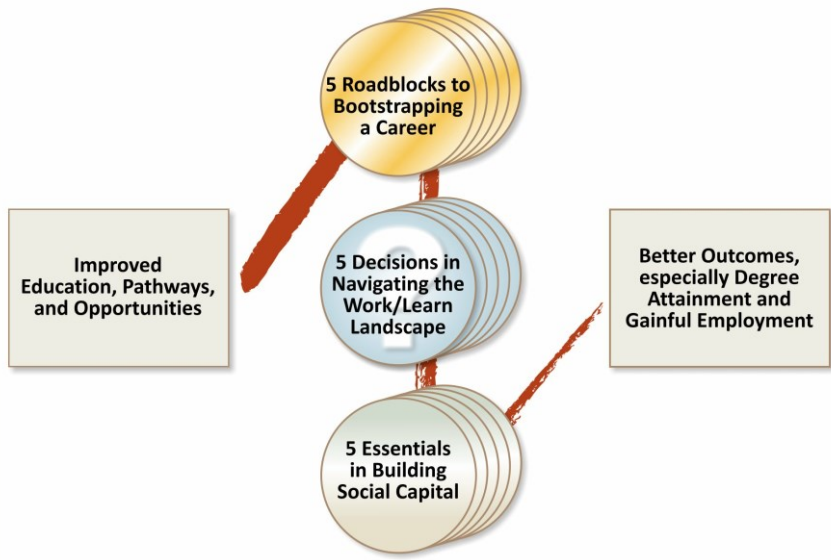 5 Roadblocks to
Bootstrapping
a Career
Improved
Education, Pathways,
and Opportunities
5 Decisions in
Navigating the
Work/Learn
Landscape
Better Outcomes,
especially Degree
Attainment and
Gainful Employment
5 Essentials
in Building
Social Capital